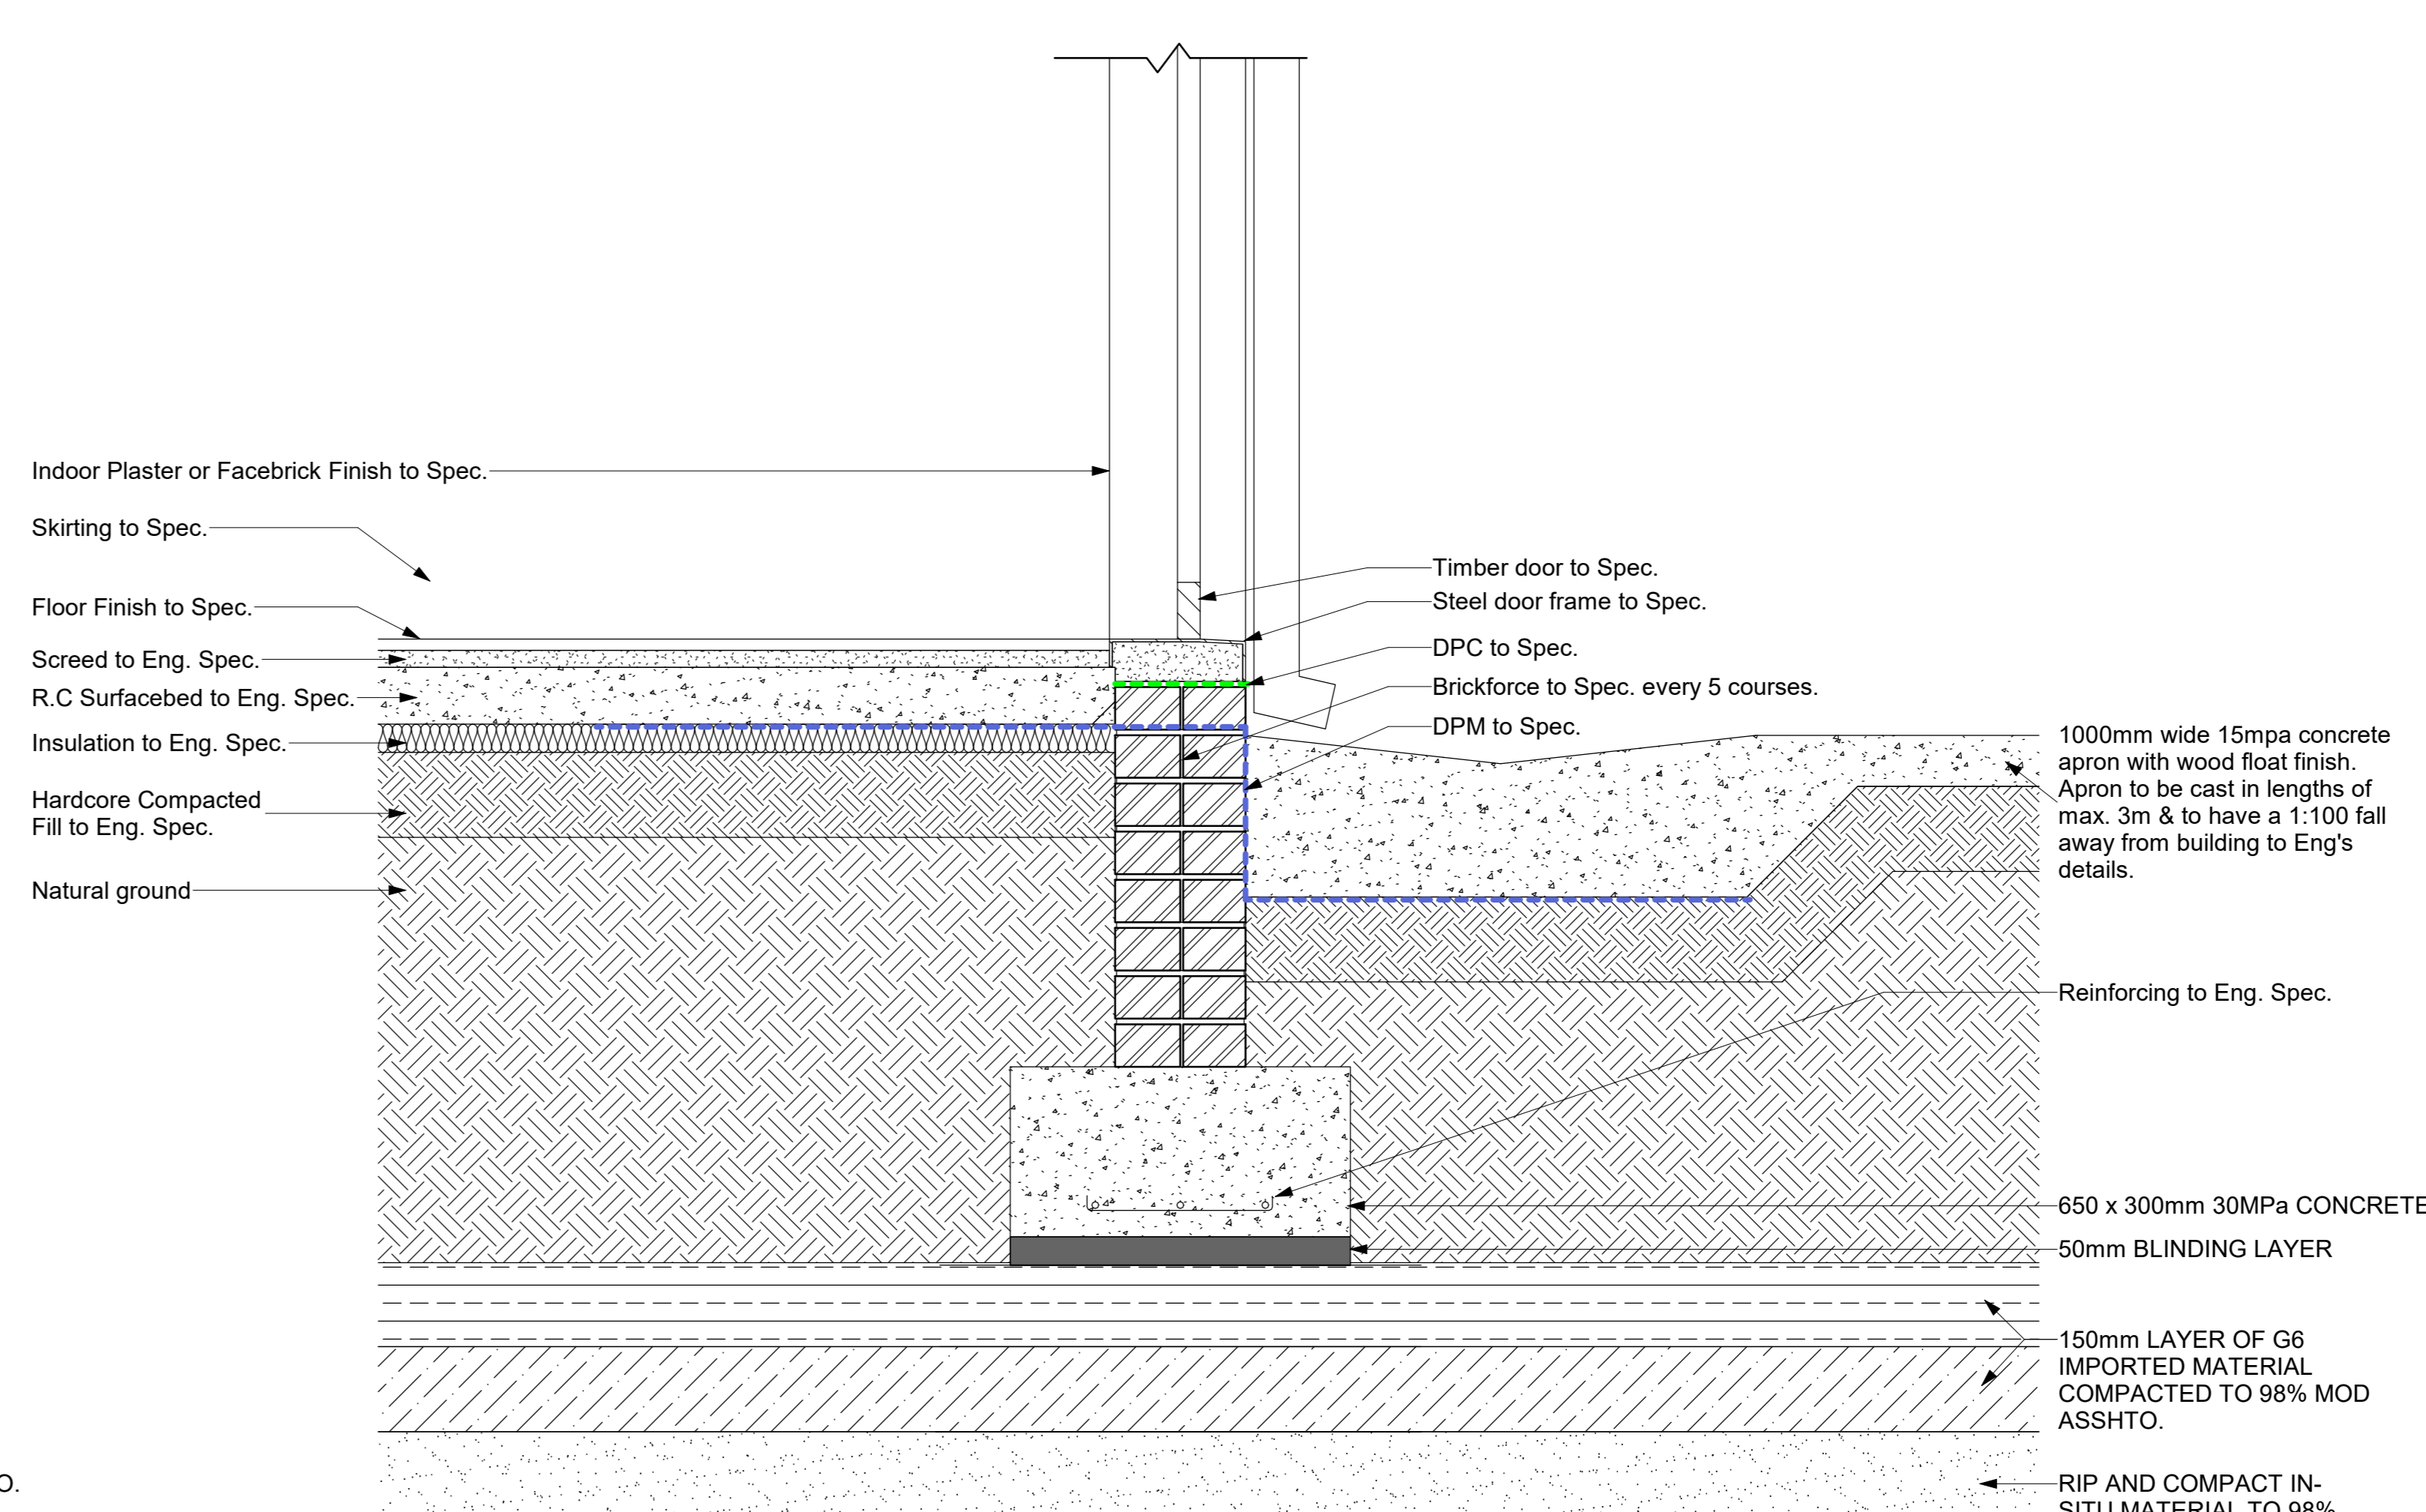 Indoor Plaster or Facebrick Finish to Spec.
Skirting to Spec.
Floor Finish to Spec.
Screed to Eng. Spec.
R.C Surfacebed to Eng. Spec.
Insulation to Eng. Spec.
Hardcore Compacted
Fill to Eng. Spec.
Natural ground
O.
Timber door to Spec.
Steel door frame to Spec.
DPC to Spec.
Brickforce to Spec. every 5 courses.
DPM to Spec.
1000mm wide 15mpa concrete
apron with wood float finish.
Apron to be cast in lengths of
max. 3m & to have a 1:100 fall
away from building to Eng's
details.
Reinforcing to Eng. Spec.
650 x 300mm 30MPa CONCRETE
50mm BLINDING LAYER
150mm LAYER OF G6
IMPORTED MATERIAL
COMPACTED TO 98% MOD
ASSHTO.
RIP AND COMPACT IN-
SITU MATERIAL TO 98%